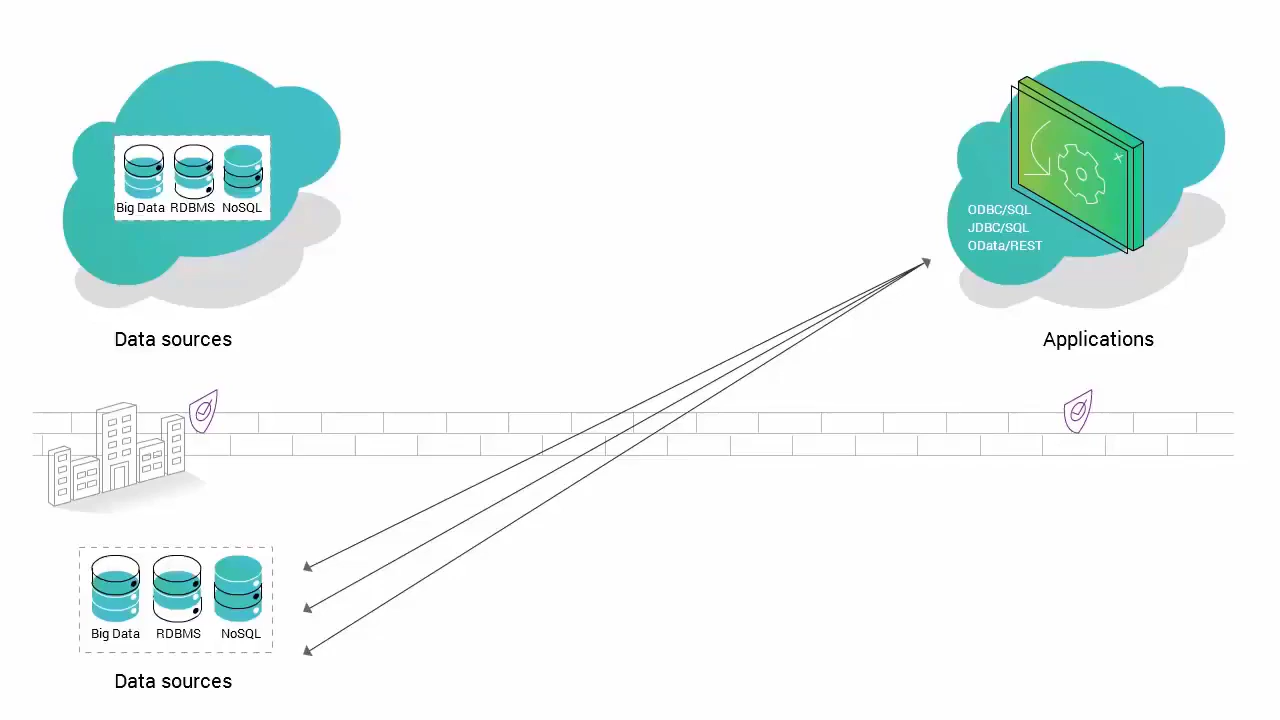 Big Data RDBMS NoSQL
Data sources
ODBC/SQL
JDBC/SQL
OData/REST
Applications
Big Data RDBMS NoSQL
Data sources